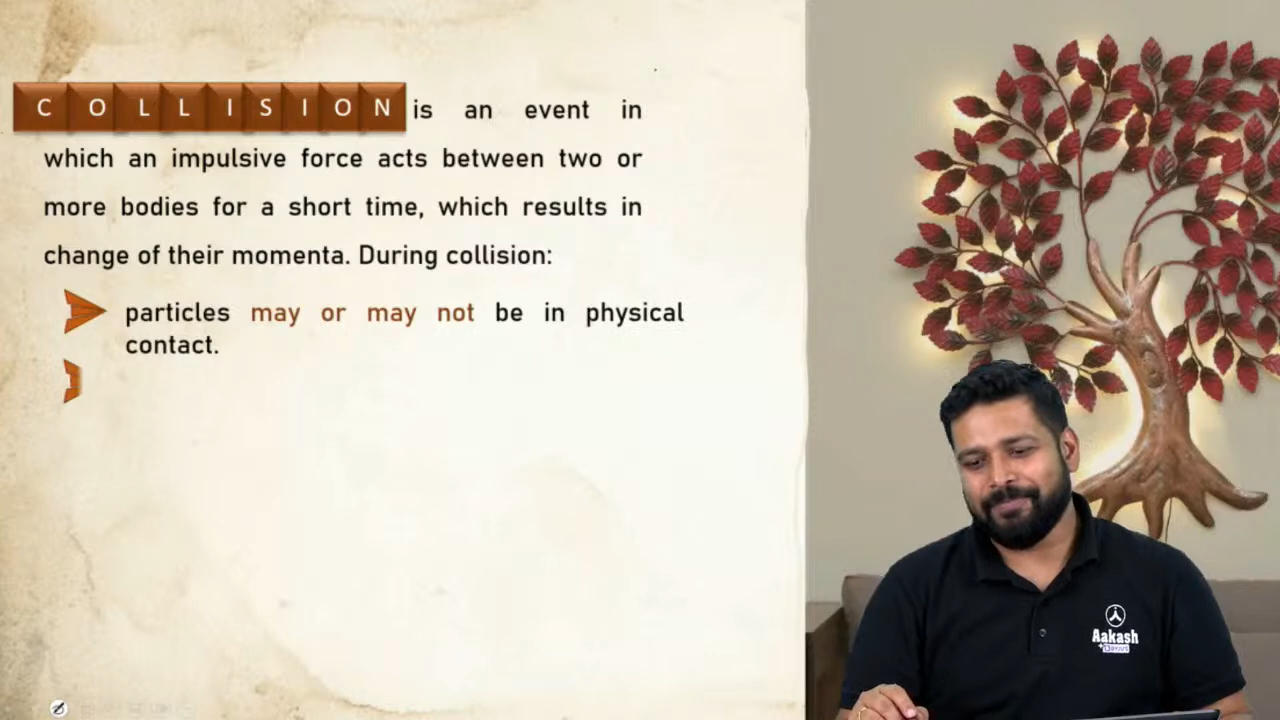 COLLISION is an event in
which an impulsive force acts between two or
more bodies for a short time, which results in
change of their momenta. During collision:
particles may or may not be in physical
contact.
Aakash
BYJU'S